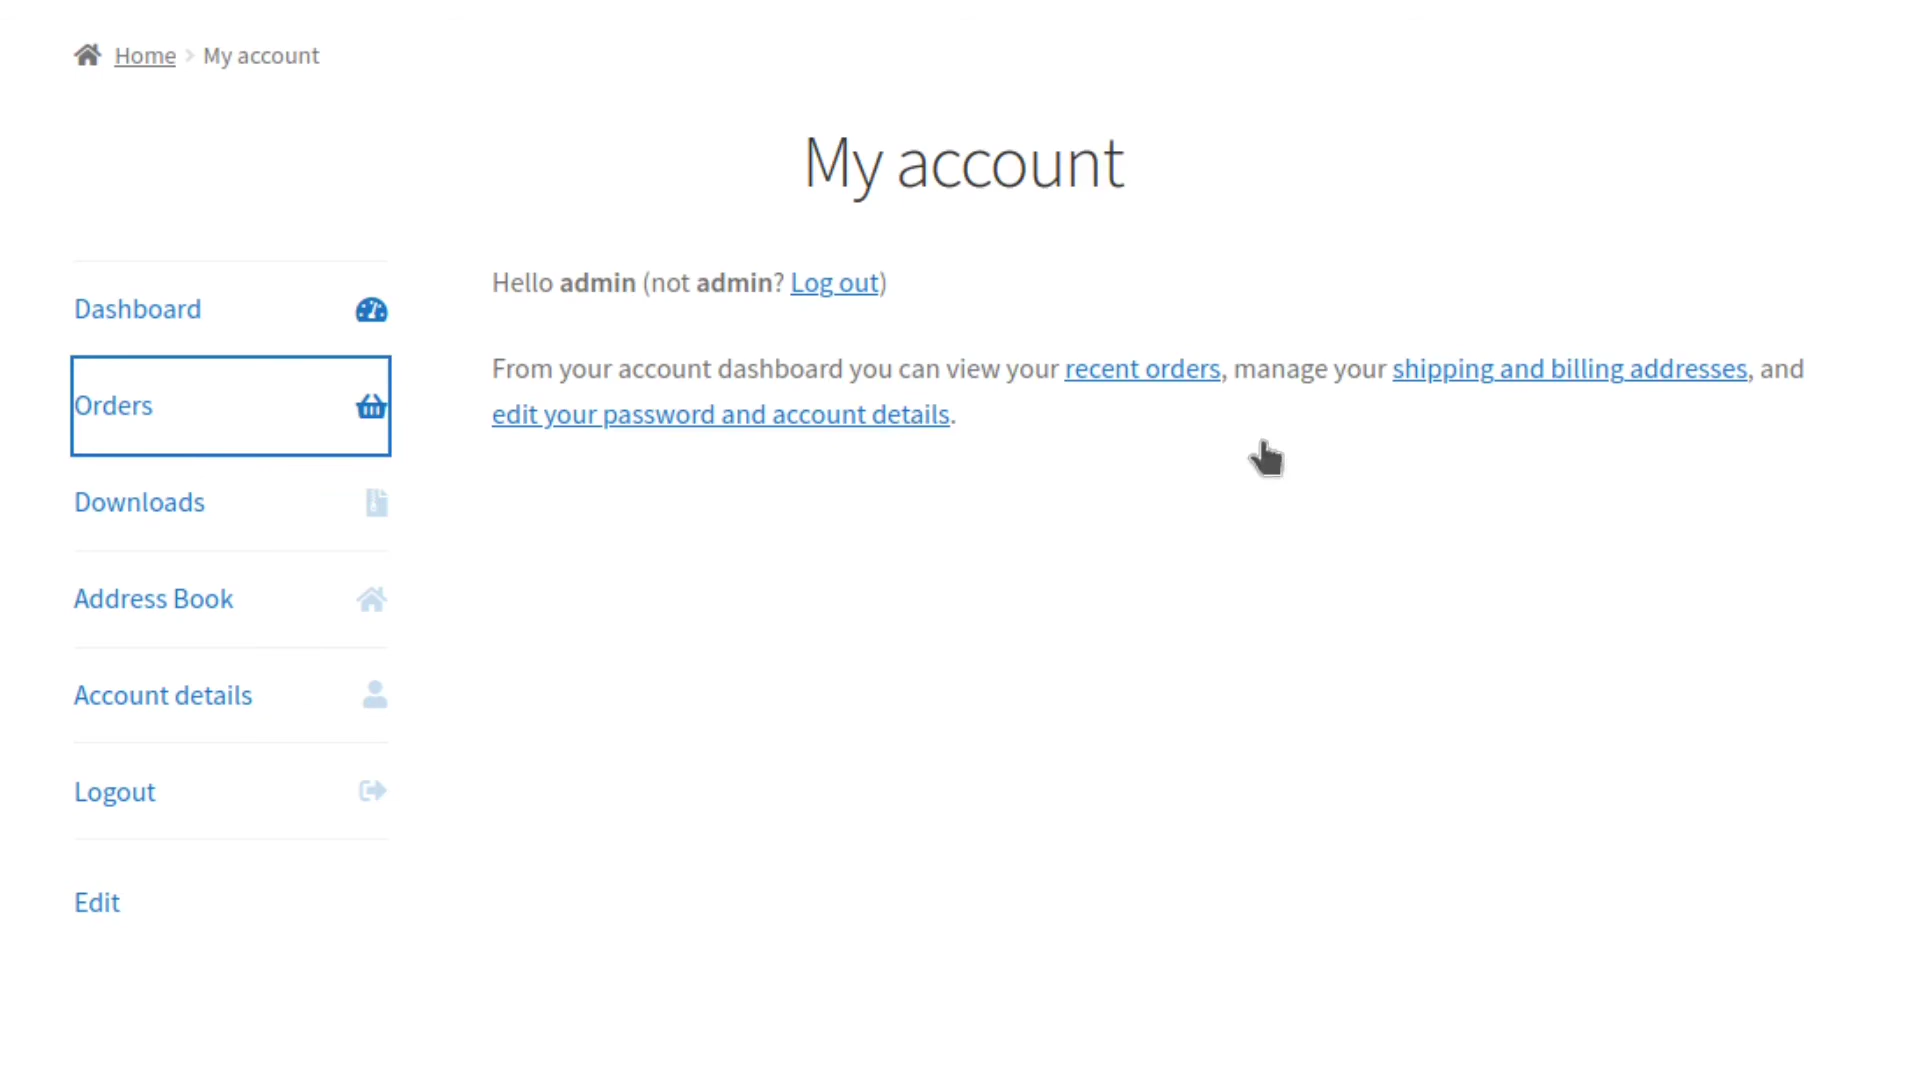 Home > My account
My account
Dashboard
Orders
Downloads
Address Book
Account details
Logout
Edit
Hello admin (not admin? Log out)
From your account dashboard you can view your recent orders, manage your shipping and billing addresses, and
edit your password and account details.